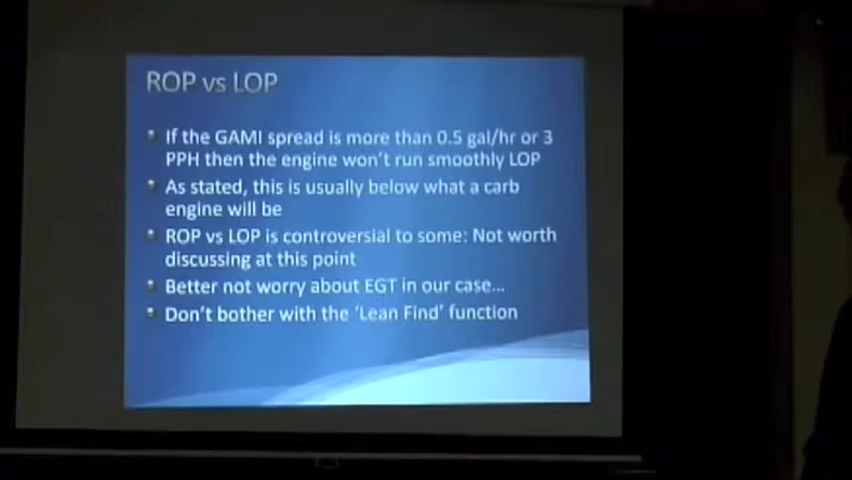 ROP vs LOP
If the GAMI spread is more than 0.5 gal/hr or 3
PPH then the engine won't run smoothly LOP
As stated, this is usually below what a carb
engine will be
ROP vs LOP is controversial to some: Not worth
discussing at this point
Better not worry about EGT in our case...
Don't bother with the 'Lean Find' function